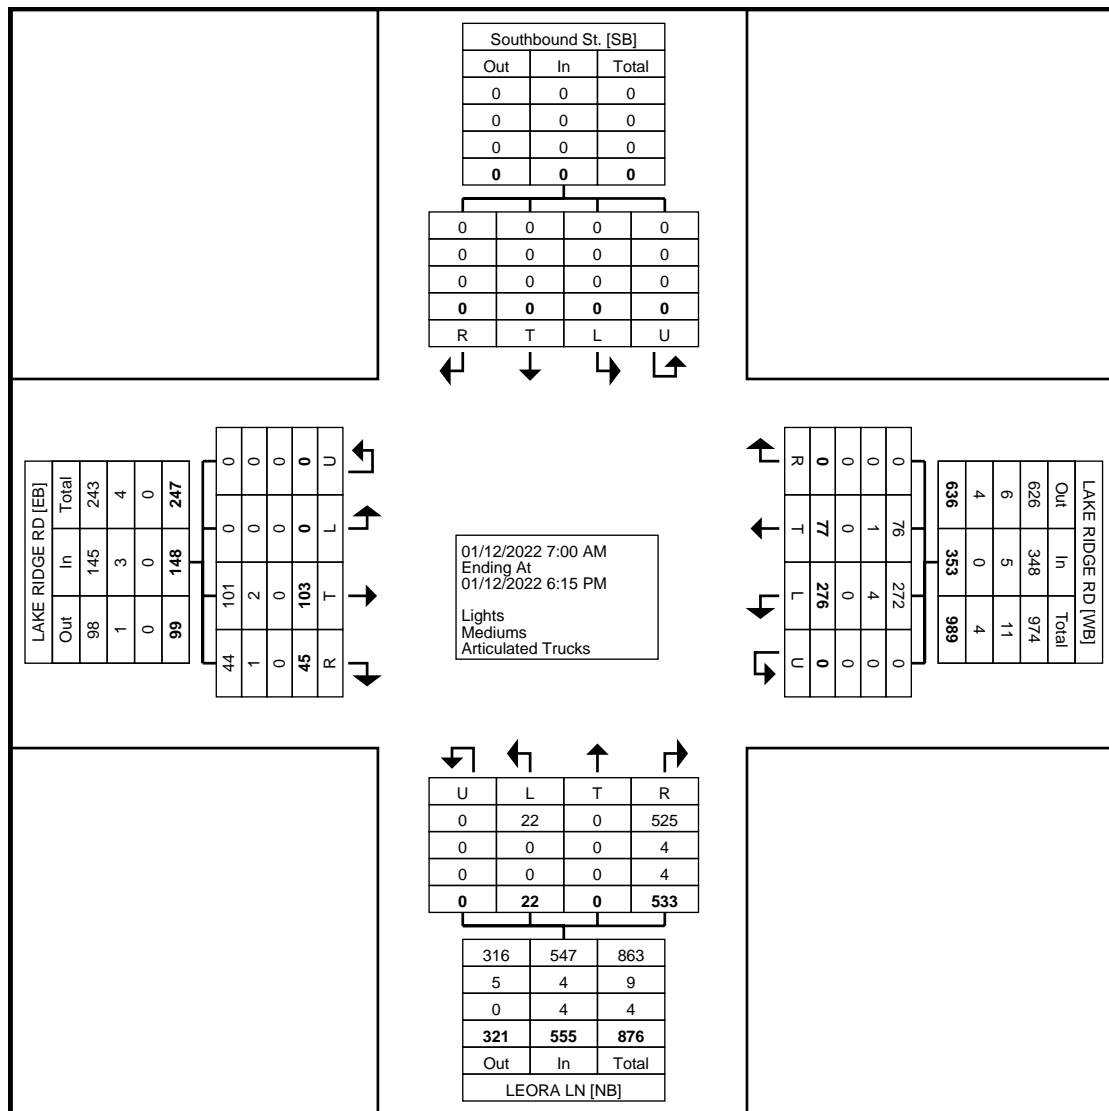 Southbound St. [SB]
Out In Total
0 0 0
0 0 0
0 0 0
0 0 0
0 0 0 0
0 0 0 0
0 0 0 0
0 0 0 0
R T L U
LAKE RIDGE RD [EB]
Total In Out
243 145 98
4 3 1
0 0 0
247 148 99
0 0 101 44
0 0 2 1
0 0 0 0
0 0 103 45
U L T R
01/12/2022 7:00 AM
Ending At
01/12/2022 6:15 PM
Lights
Mediums
Articulated Trucks
LAKE RIDGE RD [WB]
Out In Total
626 348 974
6 5 11
4 0 4
636 353 989
0 76 272 0
0 1 4 0
0 0 0 0
0 77 276 0
R T L U
U L T R
0 22 0 525
0 0 0 4
0 0 0 4
0 22 0 533
316 547 863
5 4 9
0 4 4
321 555 876
Out In Total
LEORA LN [NB]